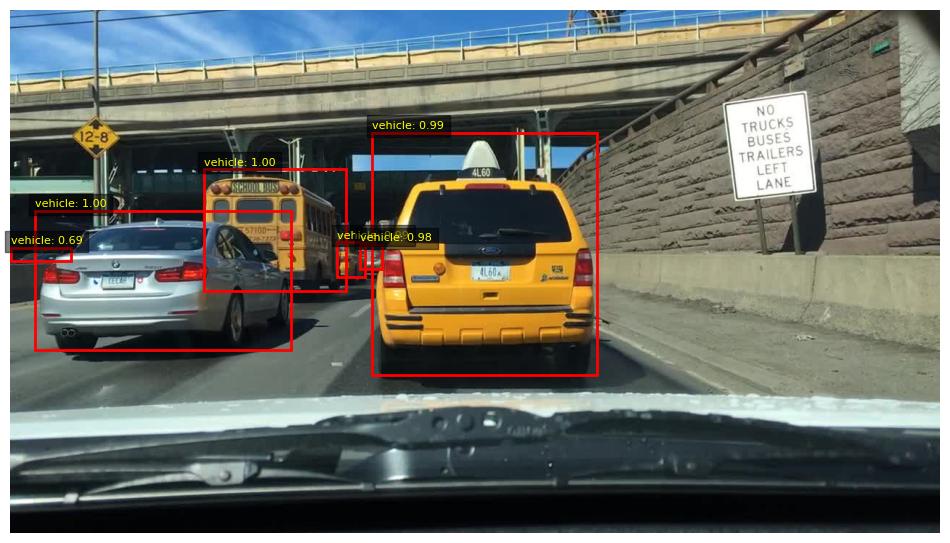 vehicle: 0.99
12-8
NO
TRUCKS
BUSES
TRAILERS
LEFT
LANE
vehicle: 1.00
4L60
SCHOOL BUS
vehicle: 1.00
vehicle: 0.69
vehicle: 0.98
4L60